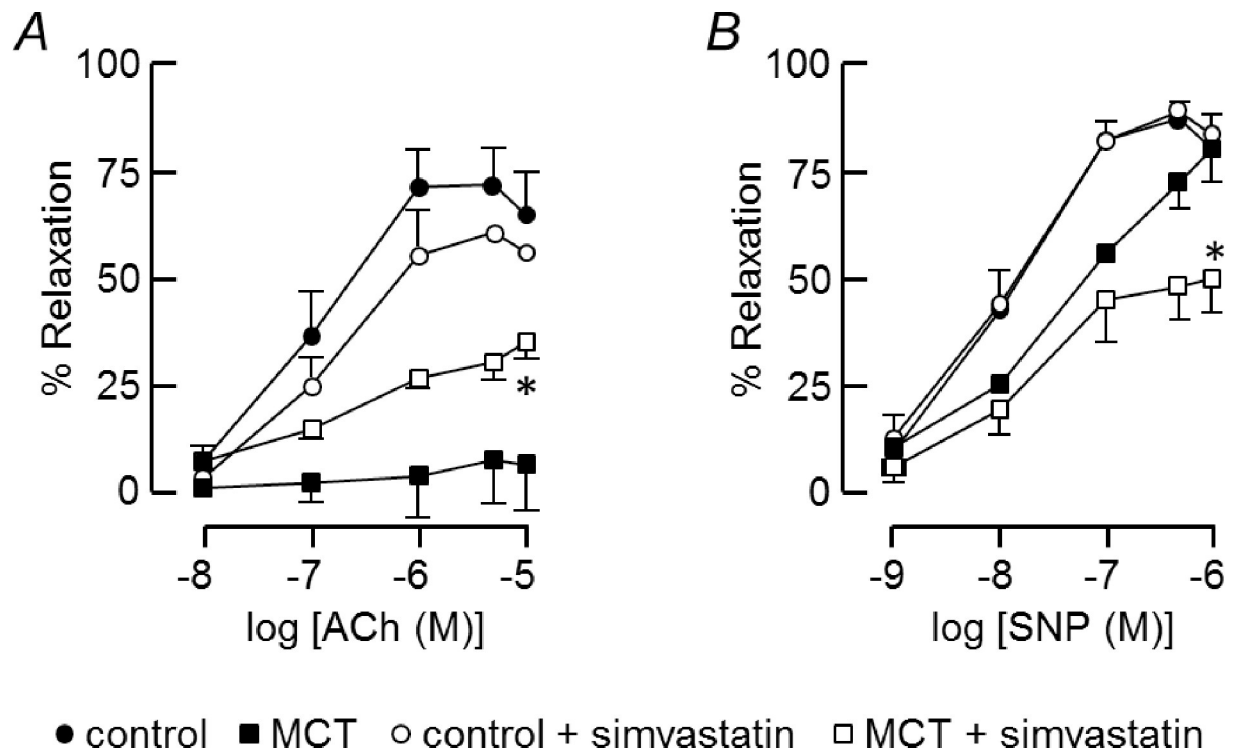 A
100
75
50
25
0
% Relaxation
*
-8 -7 -6 -5
log [ACh (M)]
B
100
75
50
25
0
% Relaxation
*
-9 -8 -7 -6
log [SNP (M)]
control MCT control + simvastatin MCT + simvastatin